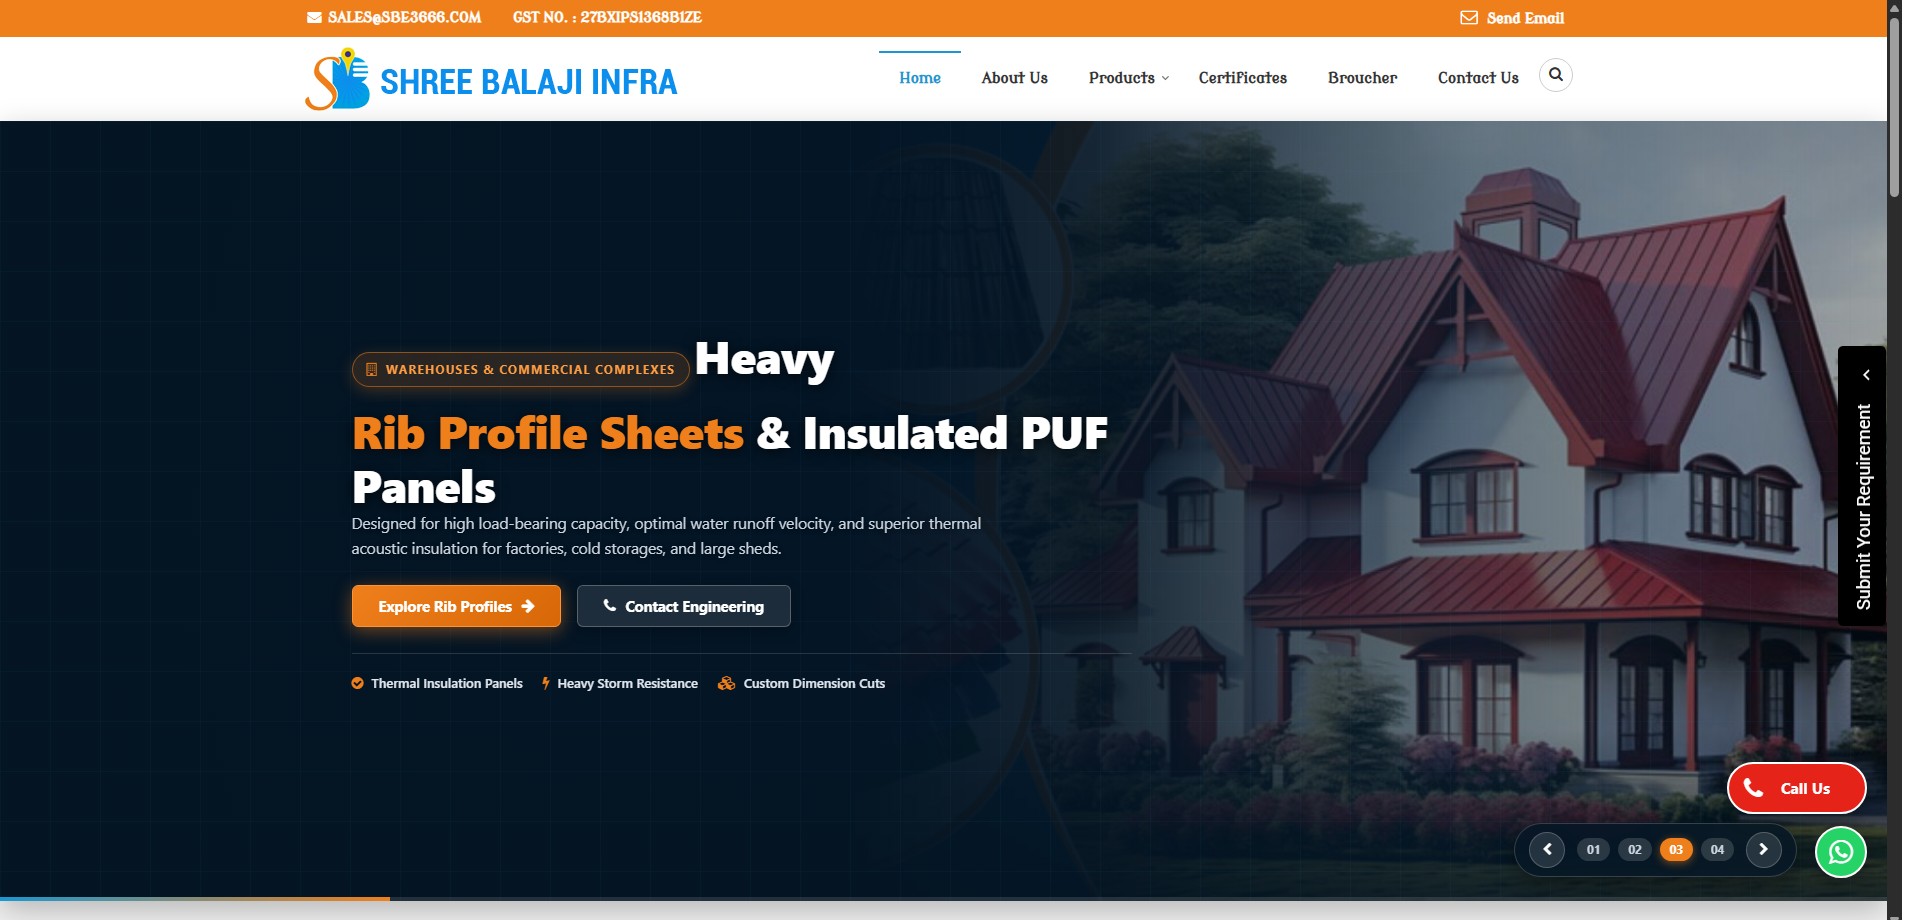 SALES@SBE3666.COM GST NO. : 27BXIPS1368B1ZE Send Email
SB SHREE BALAJI INFRA
Home About Us Products Certificates Broucher Contact Us
WAREHOUSES & COMMERCIAL COMPLEXES Heavy
Rib Profile Sheets & Insulated PUF
Panels
Designed for high load-bearing capacity, optimal water runoff velocity, and superior thermal
acoustic insulation for factories, cold storages, and large sheds.
Explore Rib Profiles Contact Engineering
Thermal Insulation Panels Heavy Storm Resistance Custom Dimension Cuts
Submit Your Requirement
Call Us
01 02 03 04